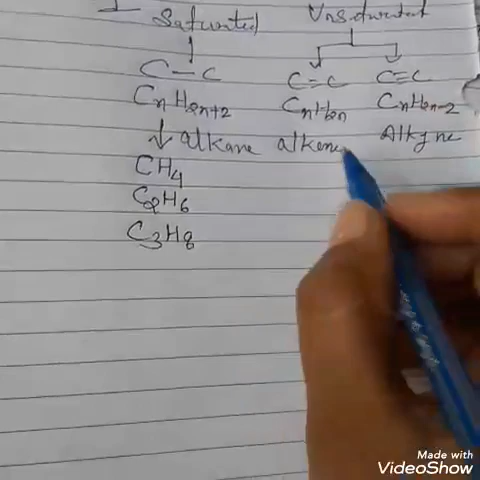 Saturated Unsaturated
C — C C = C C ≡ C
CnH2n+2 CnH2n CnH2n-2
alkane alkene Alkyne
CH4
C2H6
C3H8
Made with
VideoShow